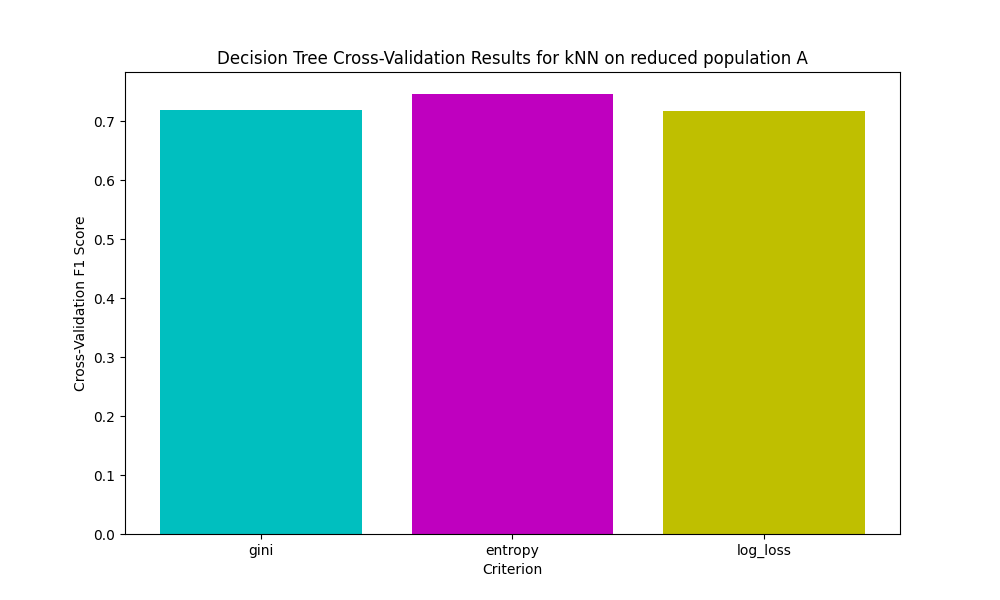 Decision Tree Cross-Validation Results for kNN on reduced population A
Cross-Validation F1 Score
0.7
0.6
0.5
0.4
0.3
0.2
0.1
0.0
gini
entropy
log_loss
Criterion